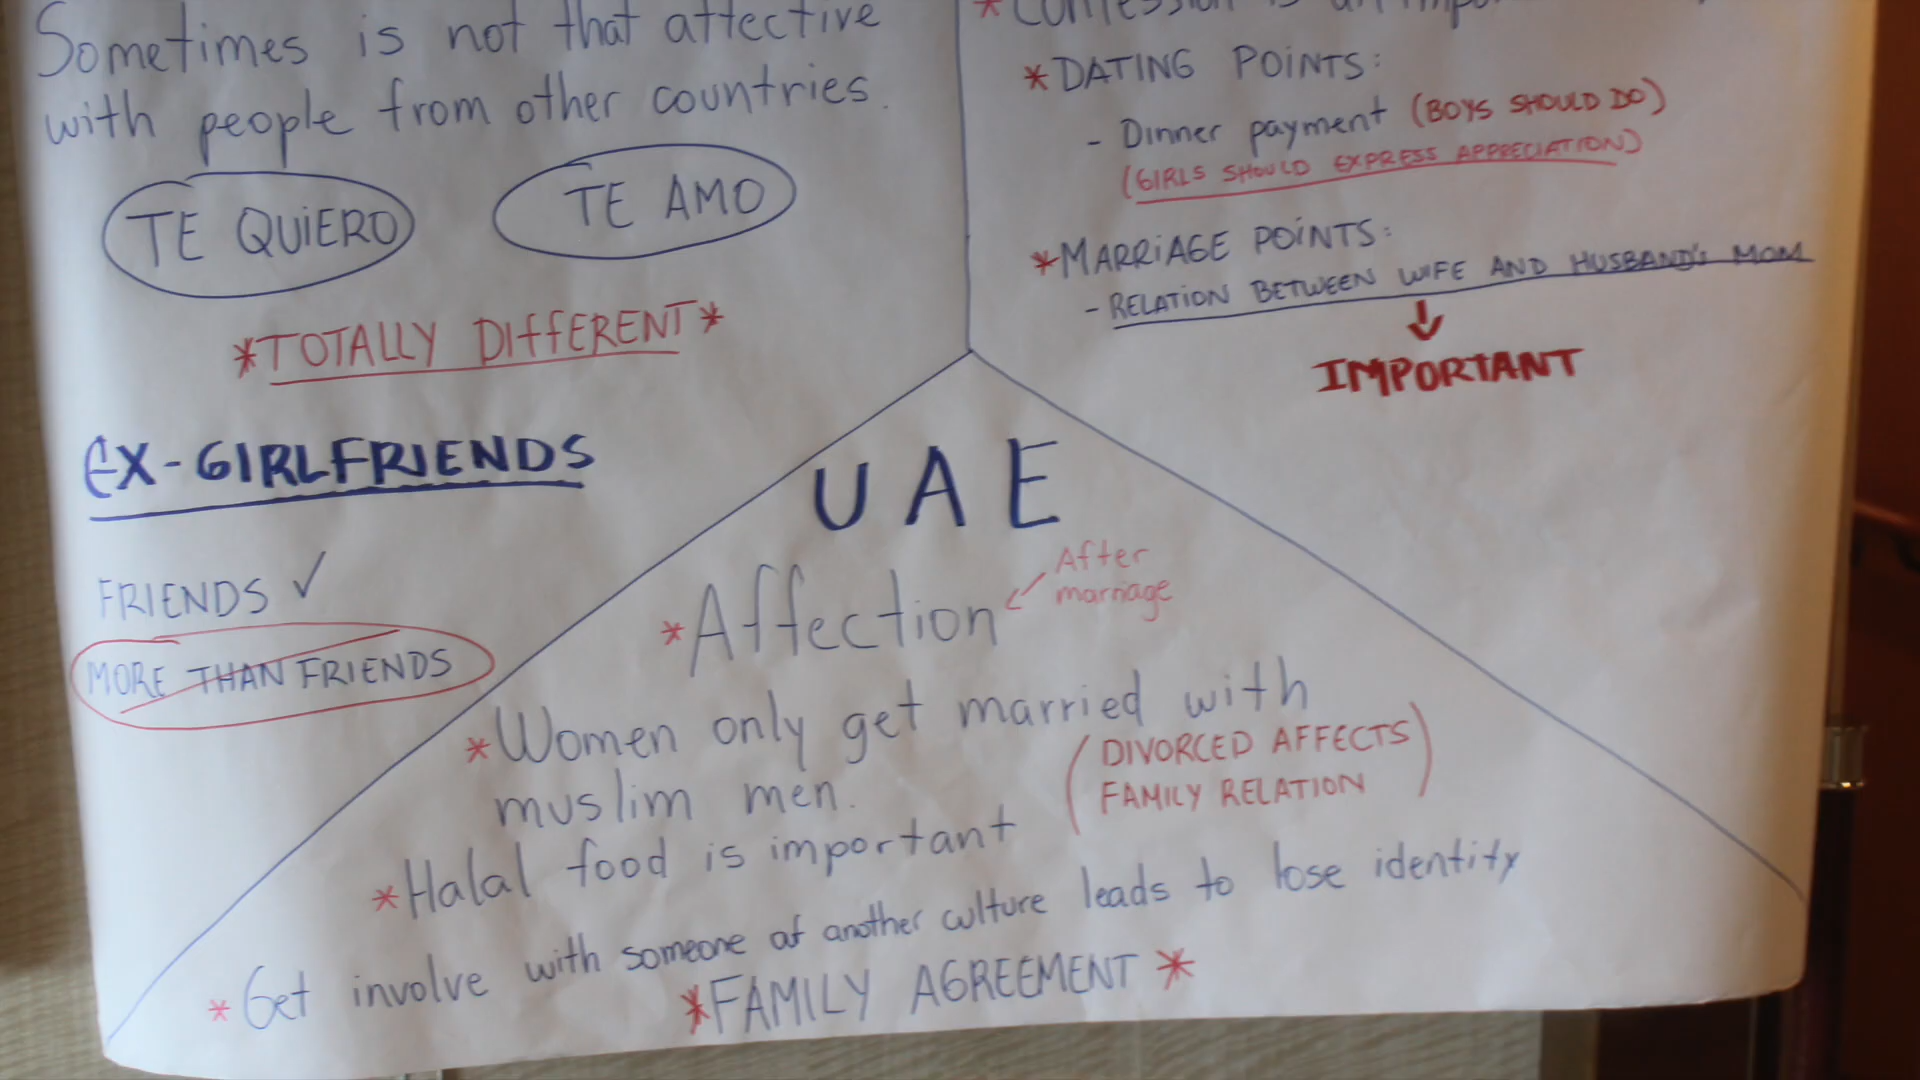 Sometimes is not that affective
with people from other countries.
TE QUIERO
TE AMO
*TOTALLY DIFFERENT*
EX-GIRLFRIENDS
FRIENDS ✓
MORE THAN FRIENDS
* Confession is an
*DATING POINTS:
- Dinner payment (BOYS SHOULD DO)
(GIRLS SHOULD EXPRESS APPRECIATION)
*MARRIAGE POINTS:
- RELATION BETWEEN WIFE AND HUSBAND'S MOM
IMPORTANT
UAE
*Affection
After
marriage
*Women only get married with
muslim men.
(DIVORCED AFFECTS
FAMILY RELATION)
*Halal food is important
*Get involve with someone of another culture leads to lose identity
*FAMILY AGREEMENT*